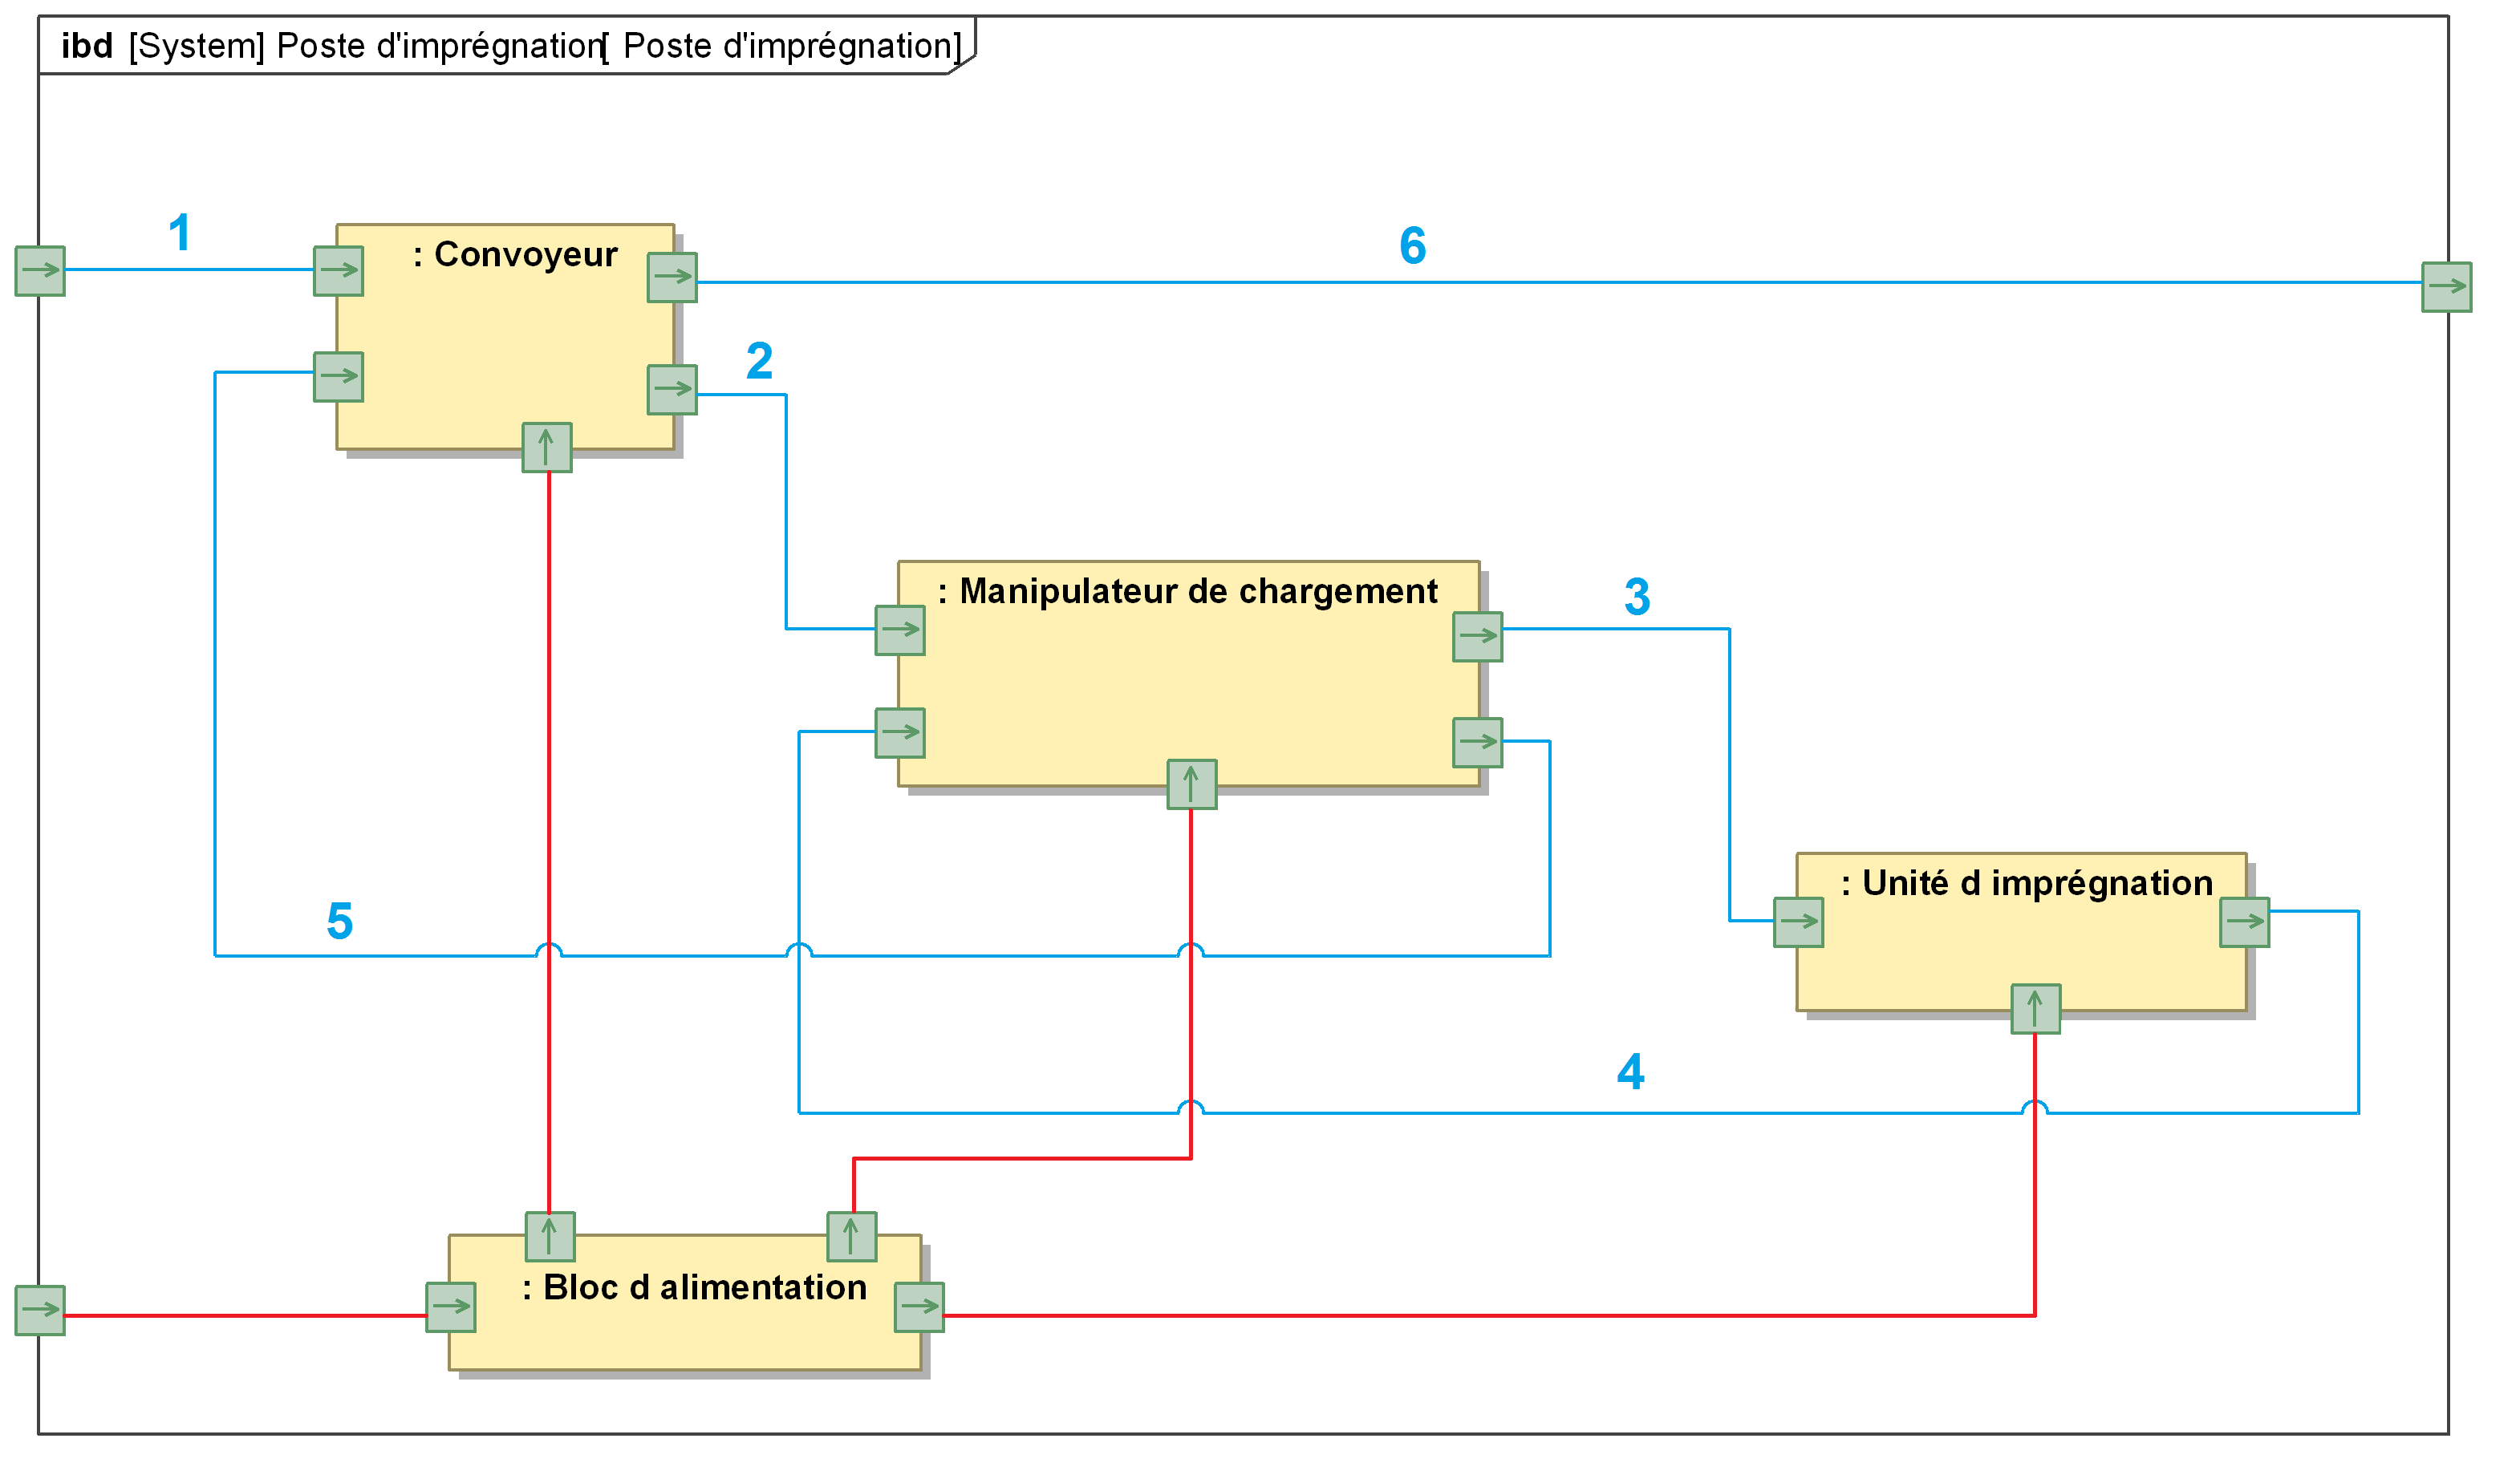 ibd [System] Poste d'imprégnation[ Poste d'imprégnation]
1
: Convoyeur
6
2
: Manipulateur de chargement
3
: Unité d imprégnation
5
4
: Bloc d alimentation